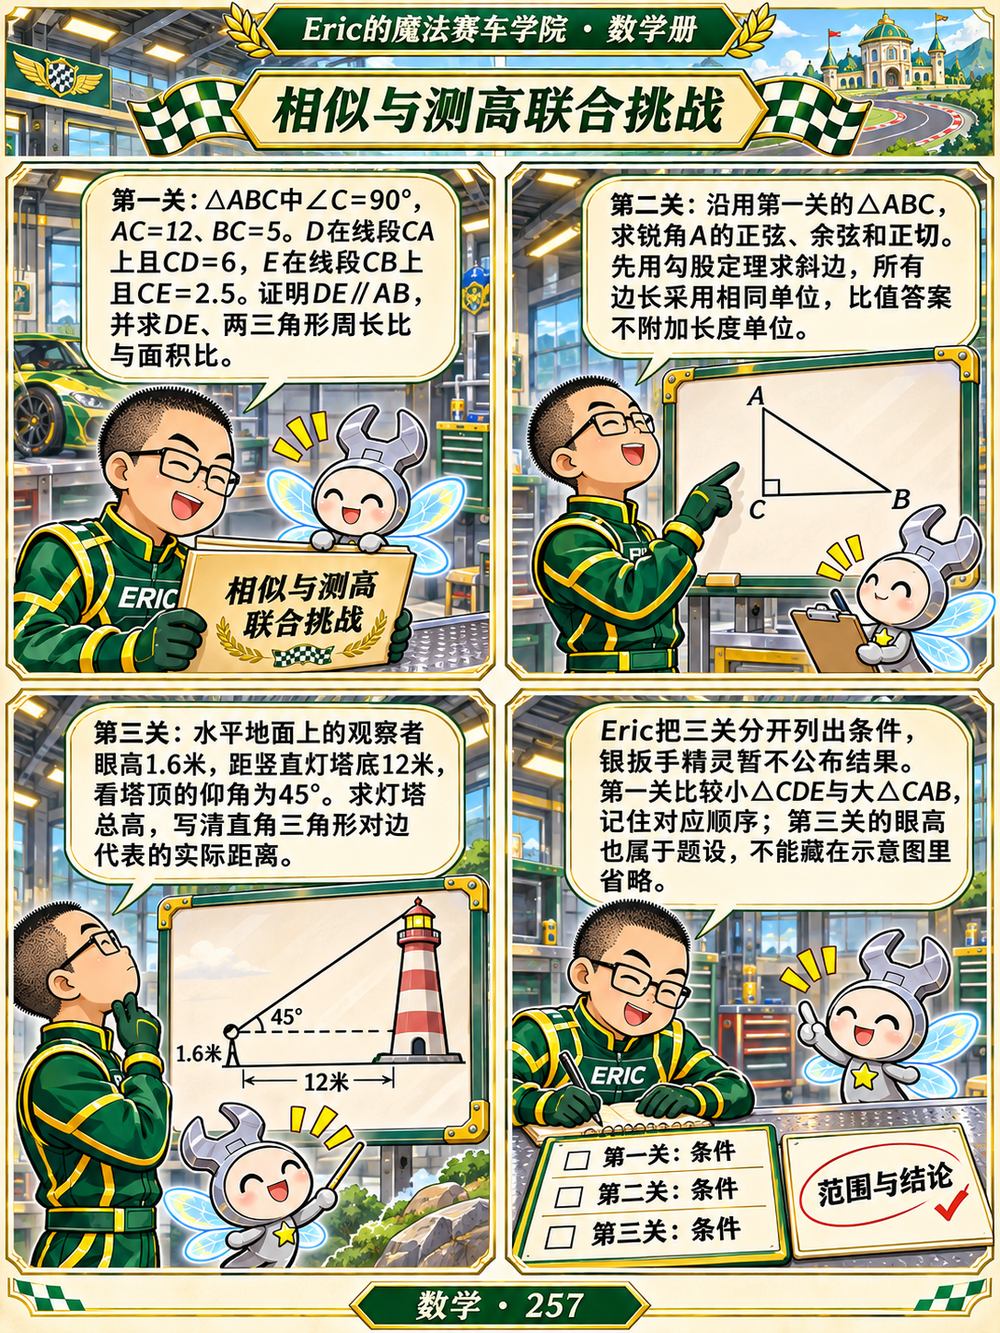 Eric的魔法赛车学院·数学册
相似与测高联合挑战
第一关：△ABC中∠C=90°，
AC=12、BC=5。D在线段CA
上且CD=6，E在线段CB上
且CE=2.5。证明DE∥AB，
并求DE、两三角形周长比
与面积比。
ERIC
相似与测高
联合挑战
第二关：沿用第一关的△ABC，
求锐角A的正弦、余弦和正切。
先用勾股定理求斜边，所有
边长采用相同单位，比值答案
不附加长度单位。
A
C
B
第三关：水平地面上的观察者
眼高1.6米，距竖直灯塔底12米，
看塔顶的仰角为45°。求灯塔
总高，写清直角三角形对边
代表的实际距离。
45°
1.6米
12米
Eric把三关分开列出条件，
银扳手精灵暂不公布结果。
第一关比较小△CDE与大△CAB，
记住对应顺序；第三关的眼高
也属于题设，不能藏在示意图里
省略。
ERIC
第一关：条件
第二关：条件
第三关：条件
范围与结论
数学·257